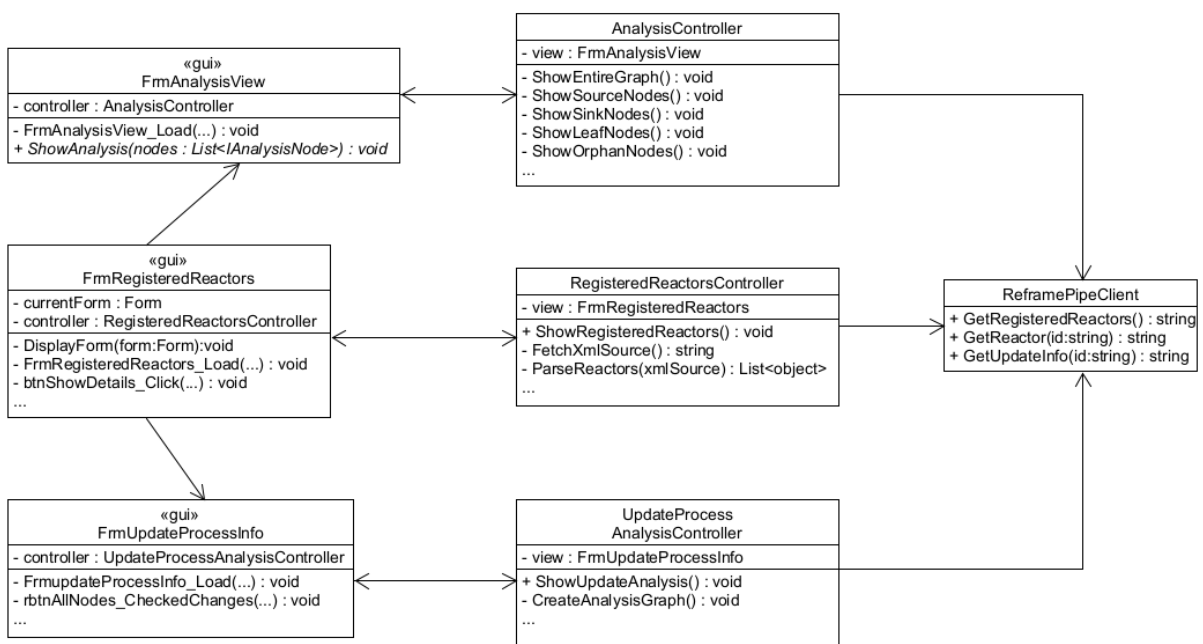 «gui»
FrmAnalysisView
- controller : AnalysisController
- FrmAnalysisView_Load(...) : void
+ ShowAnalysis(nodes : List<IAnalysisNode>) : void
AnalysisController
- view : FrmAnalysisView
- ShowEntireGraph() : void
- ShowSourceNodes() : void
- ShowSinkNodes() : void
- ShowLeafNodes() : void
- ShowOrphanNodes() : void
...
«gui»
FrmRegisteredReactors
- currentForm : Form
- controller : RegisteredReactorsController
- DisplayForm(form:Form):void
- FrmRegisteredReactors_Load(...) : void
- btnShowDetails_Click(...) : void
...
RegisteredReactorsController
- view : FrmRegisteredReactors
+ ShowRegisteredReactors() : void
- FetchXmlSource() : string
- ParseReactors(xmlSource) : List<object>
...
ReframePipeClient
+ GetRegisteredReactors() : string
+ GetReactor(id:string) : string
+ GetUpdateInfo(id:string) : string
«gui»
FrmUpdateProcessInfo
- controller : UpdateProcessAnalysisController
- FrmupdateProcessInfo_Load(...) : void
- rbtnAllNodes_CheckedChanges(...) : void
...
UpdateProcess
AnalysisController
- view : FrmUpdateProcessInfo
+ ShowUpdateAnalysis() : void
- CreateAnalysisGraph() : void
...